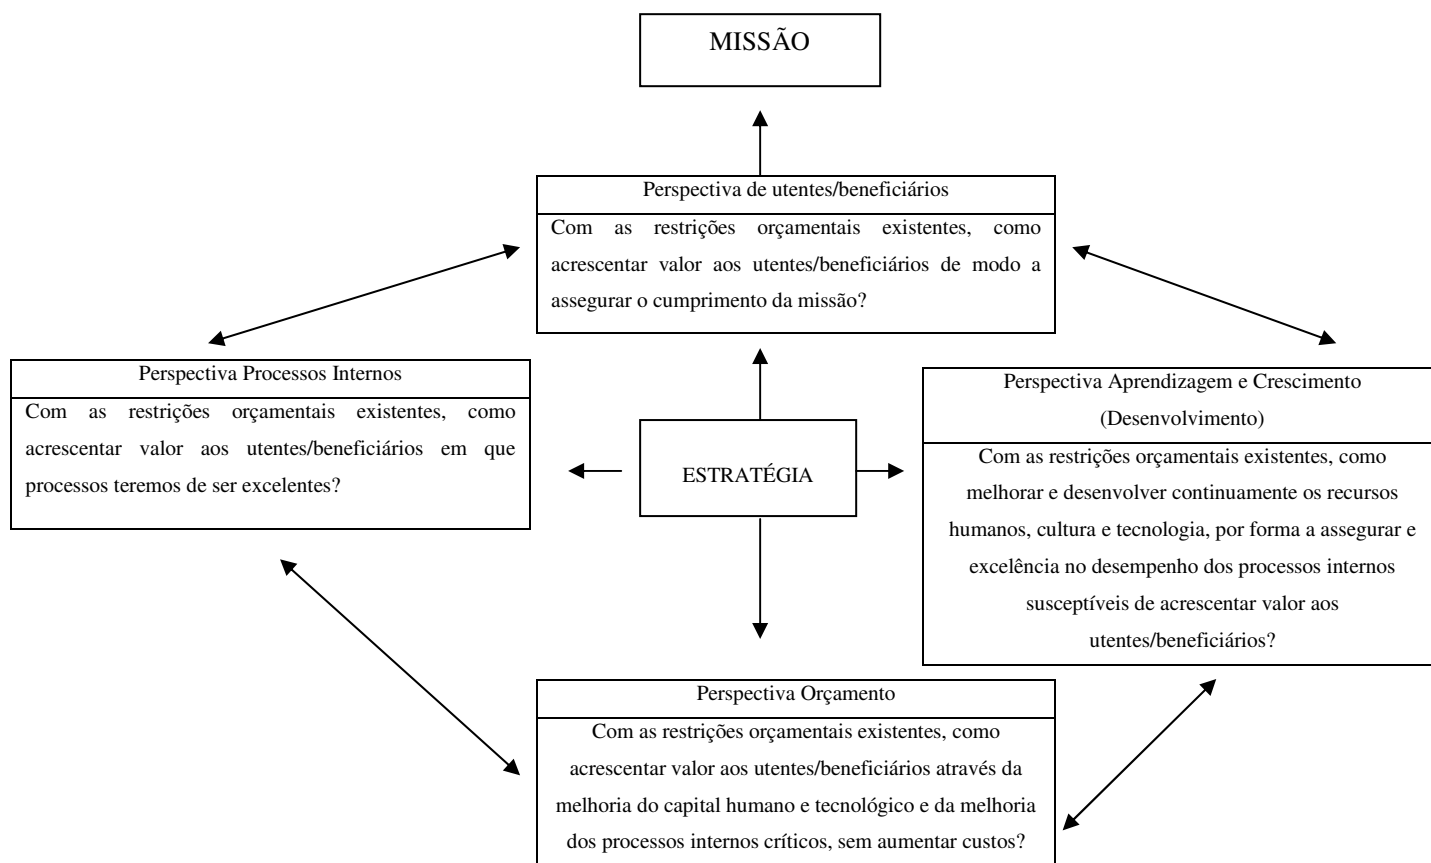 MISSÃO
Perspectiva de utentes/beneficiários
Com as restrições orçamentais existentes, como
acrescentar valor aos utentes/beneficiários de modo a
assegurar o cumprimento da missão?
Perspectiva Processos Internos
Com as restrições orçamentais existentes, como
acrescentar valor aos utentes/beneficiários em que
processos teremos de ser excelentes?
ESTRATÉGIA
Perspectiva Aprendizagem e Crescimento
(Desenvolvimento)
Com as restrições orçamentais existentes, como
melhorar e desenvolver continuamente os recursos
humanos, cultura e tecnologia, por forma a assegurar e
excelência no desempenho dos processos internos
susceptíveis de acrescentar valor aos
utentes/beneficiários?
Perspectiva Orçamento
Com as restrições orçamentais existentes, como
acrescentar valor aos utentes/beneficiários através da
melhoria do capital humano e tecnológico e da melhoria
dos processos internos críticos, sem aumentar custos?